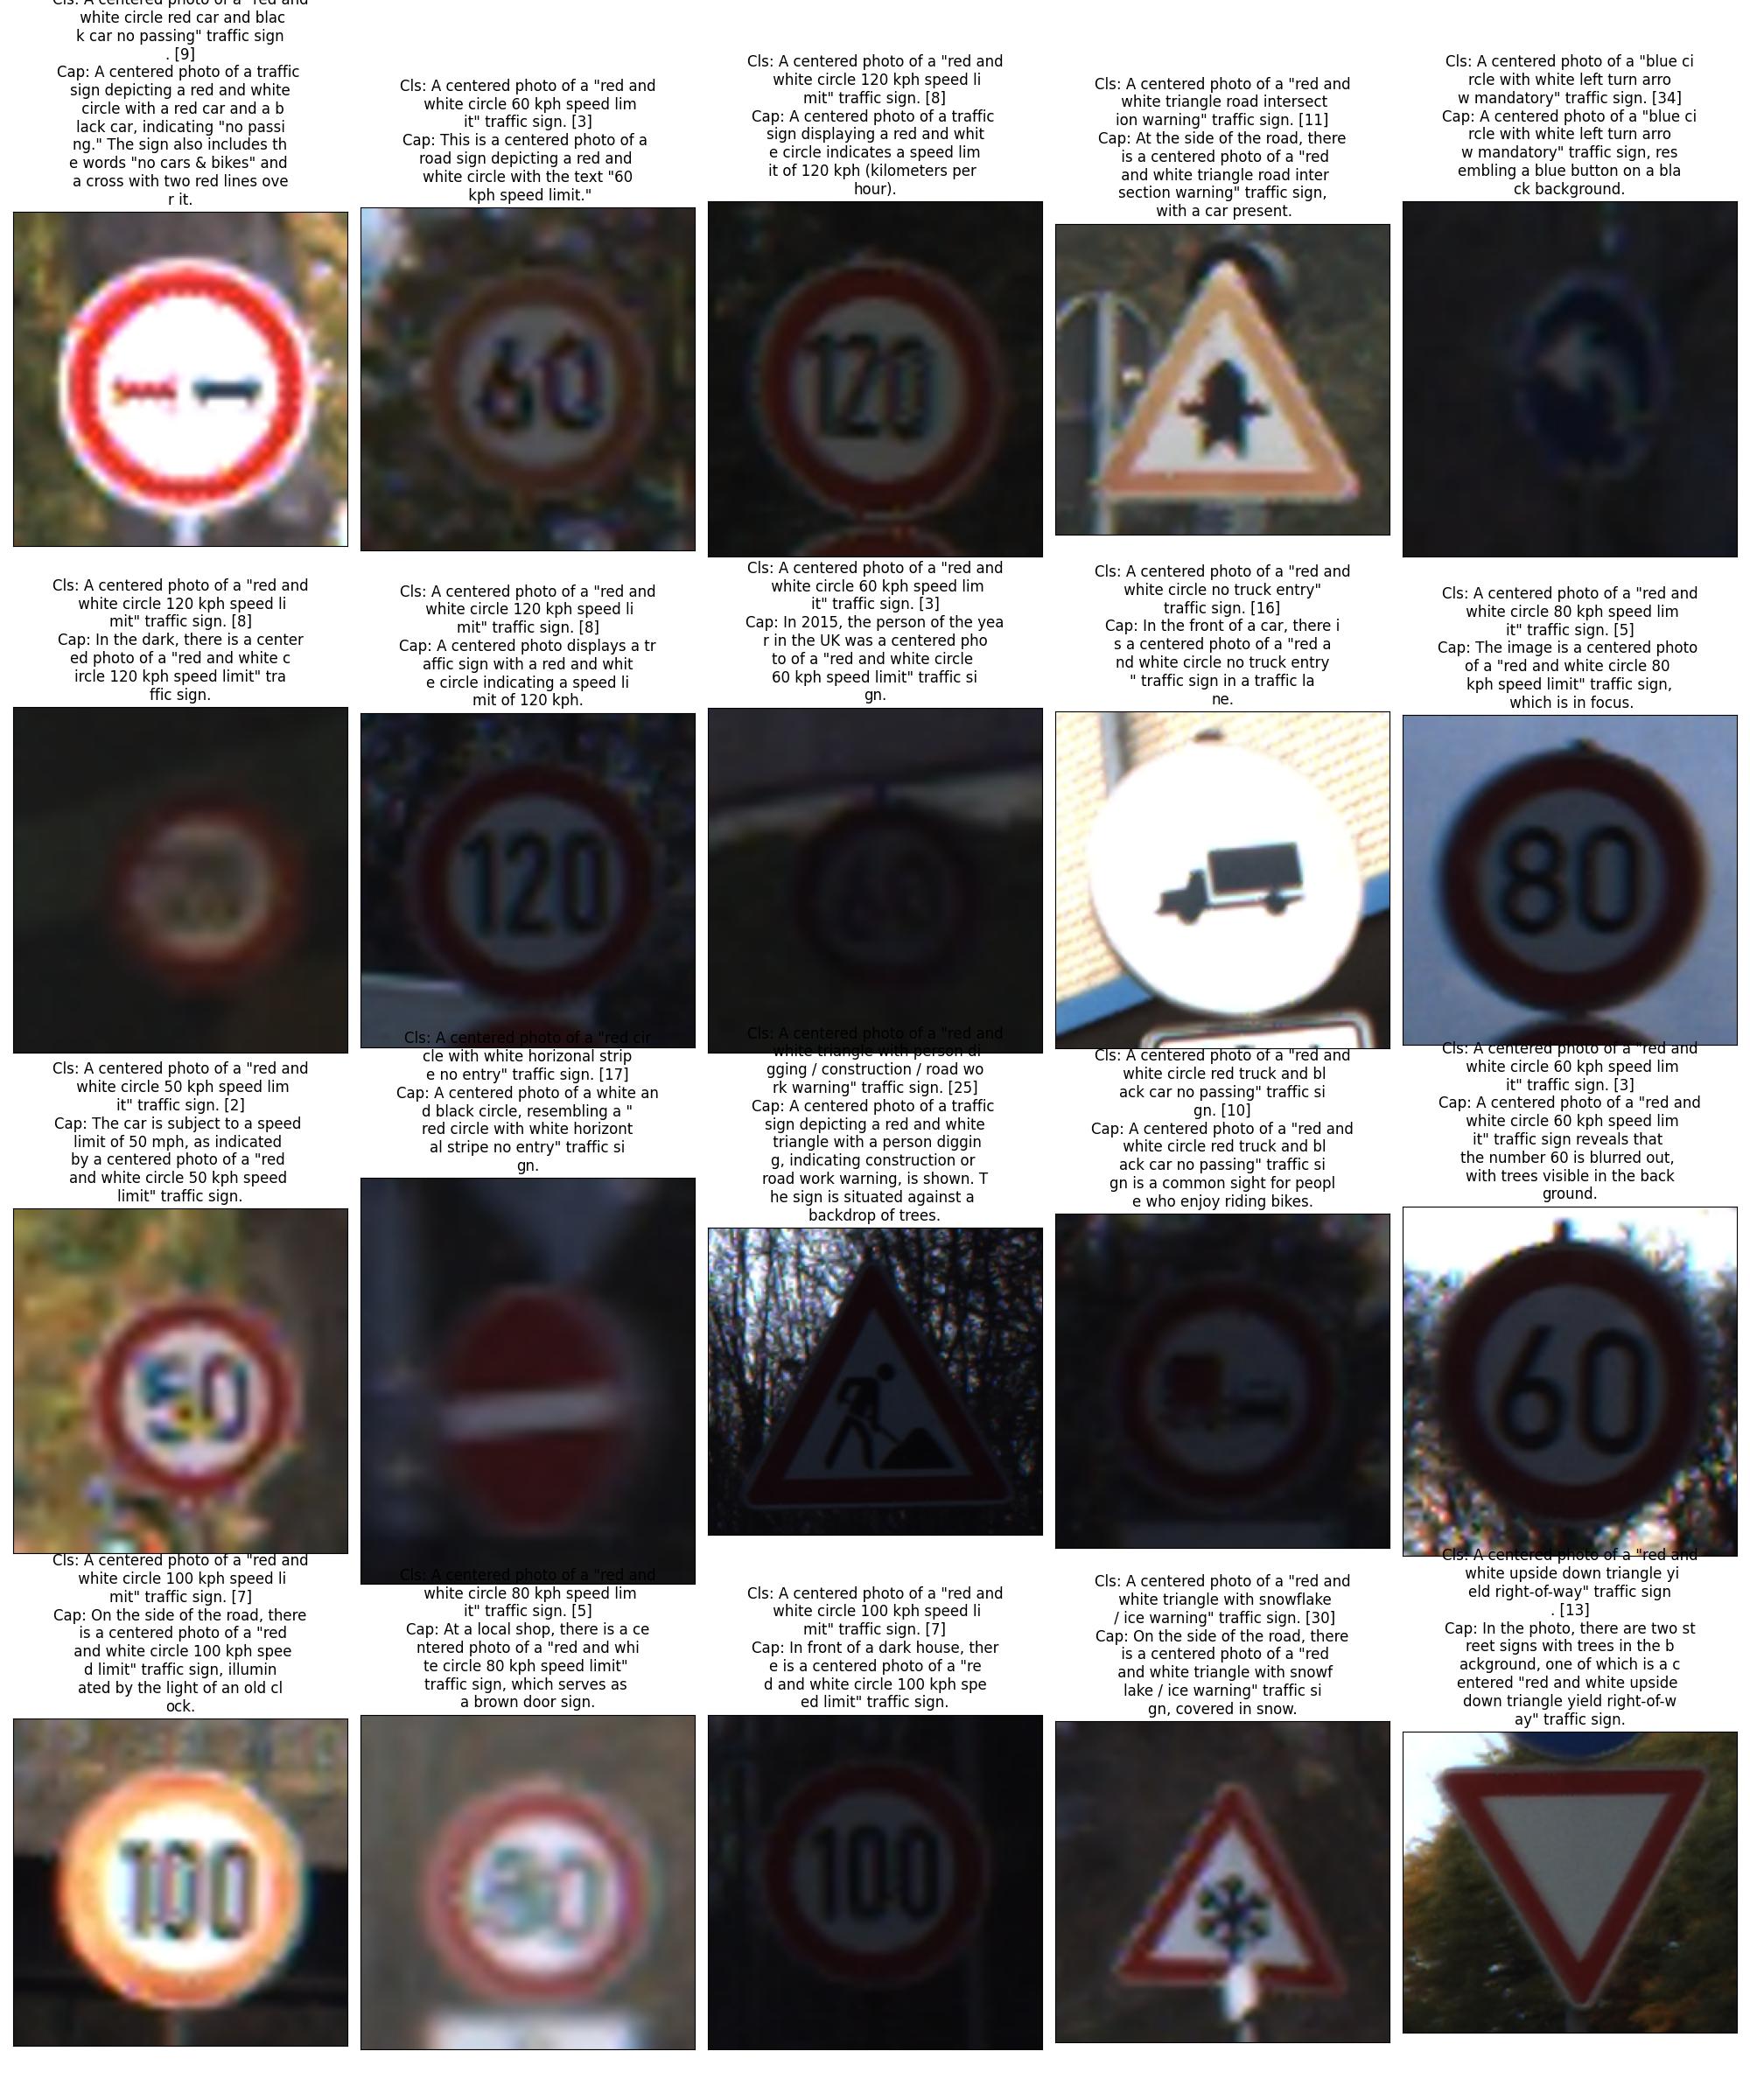 Cls: A centered photo of a "red and
white circle red car and blac
k car no passing" traffic sign
. [9]
Cap: A centered photo of a traffic
sign depicting a red and white
circle with a red car and a b
lack car, indicating "no passi
ng." The sign also includes th
e words "no cars & bikes" and
a cross with two red lines ove
r it.
Cls: A centered photo of a "red and
white circle 60 kph speed lim
it" traffic sign. [3]
Cap: This is a centered photo of a
road sign depicting a red and
white circle with the text "60
kph speed limit."
60
Cls: A centered photo of a "red and
white circle 120 kph speed li
mit" traffic sign. [8]
Cap: A centered photo of a traffic
sign displaying a red and whit
e circle indicates a speed lim
it of 120 kph (kilometers per
hour).
120
Cls: A centered photo of a "red and
white triangle road intersect
ion warning" traffic sign. [11]
Cap: At the side of the road, there
is a centered photo of a "red
and white triangle road inter
section warning" traffic sign,
with a car present.
Cls: A centered photo of a "blue ci
rcle with white left turn arro
w mandatory" traffic sign. [34]
Cap: A centered photo of a "blue ci
rcle with white left turn arro
w mandatory" traffic sign, res
embling a blue button on a bla
ck background.
Cls: A centered photo of a "red and
white circle 120 kph speed li
mit" traffic sign. [8]
Cap: In the dark, there is a center
ed photo of a "red and white c
ircle 120 kph speed limit" tra
ffic sign.
Cls: A centered photo of a "red and
white circle 120 kph speed li
mit" traffic sign. [8]
Cap: A centered photo displays a tr
affic sign with a red and whit
e circle indicating a speed li
mit of 120 kph.
120
Cls: A centered photo of a "red and
white circle 60 kph speed lim
it" traffic sign. [3]
Cap: In 2015, the person of the yea
r in the UK was a centered pho
to of a "red and white circle
60 kph speed limit" traffic si
gn.
Cls: A centered photo of a "red and
white circle no truck entry"
traffic sign. [16]
Cap: In the front of a car, there i
s a centered photo of a "red a
nd white circle no truck entry
" traffic sign in a traffic la
ne.
Cls: A centered photo of a "red and
white circle 80 kph speed lim
it" traffic sign. [5]
Cap: The image is a centered photo
of a "red and white circle 80
kph speed limit" traffic sign,
which is in focus.
80
Cls: A centered photo of a "red and
white circle 50 kph speed lim
it" traffic sign. [2]
Cap: The car is subject to a speed
limit of 50 mph, as indicated
by a centered photo of a "red
and white circle 50 kph speed
limit" traffic sign.
50
Cls: A centered photo of a "red cir
cle with white horizonal strip
e no entry" traffic sign. [17]
Cap: A centered photo of a white an
d black circle, resembling a "
red circle with white horizont
al stripe no entry" traffic si
gn.
Cls: A centered photo of a "red and
white triangle with person di
gging / construction / road wo
rk warning" traffic sign. [25]
Cap: A centered photo of a traffic
sign depicting a red and white
triangle with a person diggin
g, indicating construction or
road work warning, is shown. T
he sign is situated against a
backdrop of trees.
Cls: A centered photo of a "red and
white circle red truck and bl
ack car no passing" traffic si
gn. [10]
Cap: A centered photo of a "red and
white circle red truck and bl
ack car no passing" traffic si
gn is a common sight for peopl
e who enjoy riding bikes.
Cls: A centered photo of a "red and
white circle 60 kph speed lim
it" traffic sign. [3]
Cap: A centered photo of a "red and
white circle 60 kph speed lim
it" traffic sign reveals that
the number 60 is blurred out,
with trees visible in the back
ground.
60
Cls: A centered photo of a "red and
white circle 100 kph speed li
mit" traffic sign. [7]
Cap: On the side of the road, there
is a centered photo of a "red
and white circle 100 kph spee
d limit" traffic sign, illumin
ated by the light of an old cl
ock.
100
Cls: A centered photo of a "red and
white circle 80 kph speed lim
it" traffic sign. [5]
Cap: At a local shop, there is a ce
ntered photo of a "red and whi
te circle 80 kph speed limit"
traffic sign, which serves as
a brown door sign.
Cls: A centered photo of a "red and
white circle 100 kph speed li
mit" traffic sign. [7]
Cap: In front of a dark house, ther
e is a centered photo of a "re
d and white circle 100 kph spe
ed limit" traffic sign.
100
Cls: A centered photo of a "red and
white triangle with snowflake
/ ice warning" traffic sign. [30]
Cap: On the side of the road, there
is a centered photo of a "red
and white triangle with snowf
lake / ice warning" traffic si
gn, covered in snow.
Cls: A centered photo of a "red and
white upside down triangle yi
eld right-of-way" traffic sign
. [13]
Cap: In the photo, there are two st
reet signs with trees in the b
ackground, one of which is a c
entered "red and white upside
down triangle yield right-of-w
ay" traffic sign.